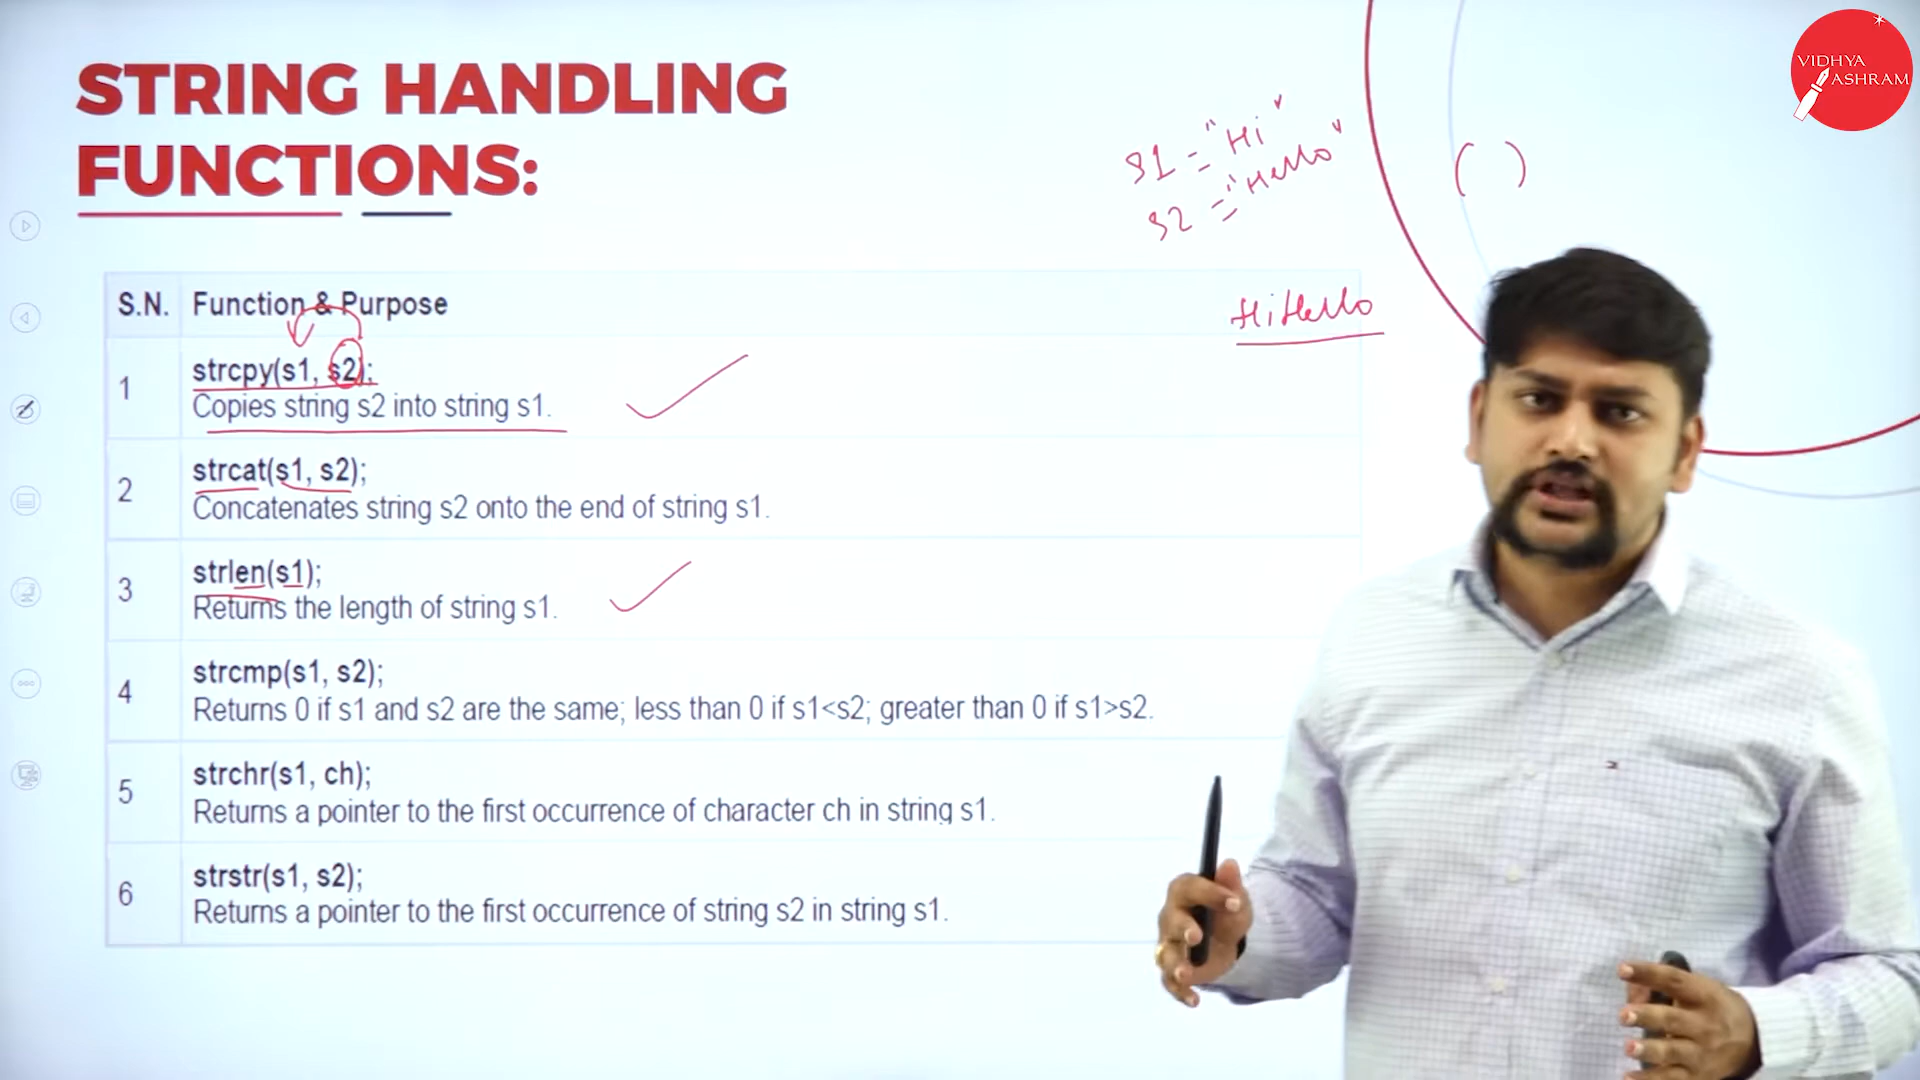 VIDHYA
ASHRAM
STRING HANDLING
FUNCTIONS:
S1 = "Hi"
S2 = "Hello"
( )
HiHello
S.N. Function & Purpose
1 strcpy(s1, s2);
Copies string s2 into string s1.
2 strcat(s1, s2);
Concatenates string s2 onto the end of string s1.
3 strlen(s1);
Returns the length of string s1.
4 strcmp(s1, s2);
Returns 0 if s1 and s2 are the same; less than 0 if s1<s2; greater than 0 if s1>s2.
5 strchr(s1, ch);
Returns a pointer to the first occurrence of character ch in string s1.
6 strstr(s1, s2);
Returns a pointer to the first occurrence of string s2 in string s1.